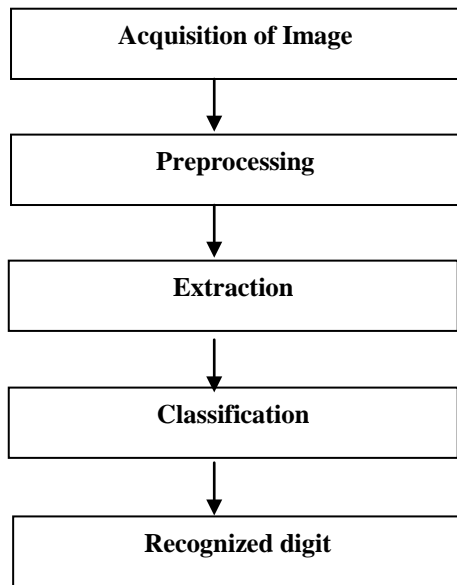 Acquisition of Image
Preprocessing
Extraction
Classification
Recognized digit